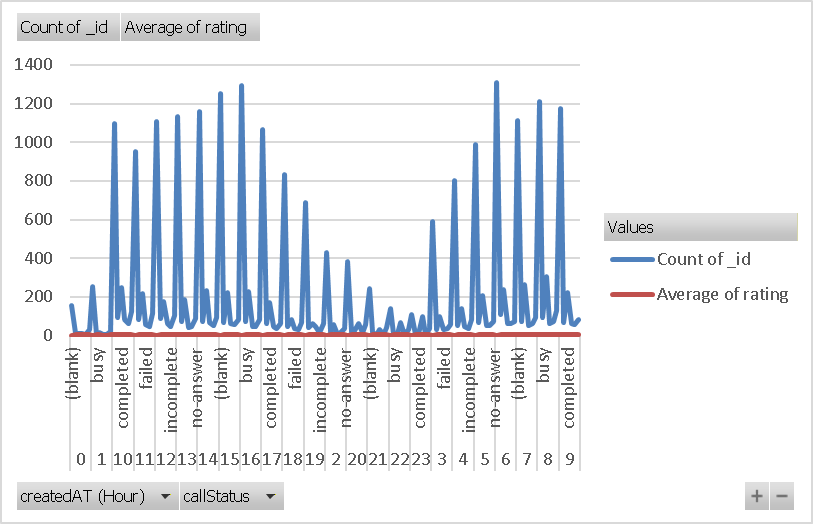 Count of _id Average of rating
1400
1200
1000
800
600
400
200
0
(blank) busy completed failed incomplete no-answer (blank) busy completed failed incomplete no-answer (blank) busy completed failed incomplete no-answer (blank) busy completed
0 1 10 11 12 13 14 15 16 17 18 19 2 20 21 22 23 3 4 5 6 7 8 9
Values
Count of _id
Average of rating
createdAT (Hour) callStatus
+ −